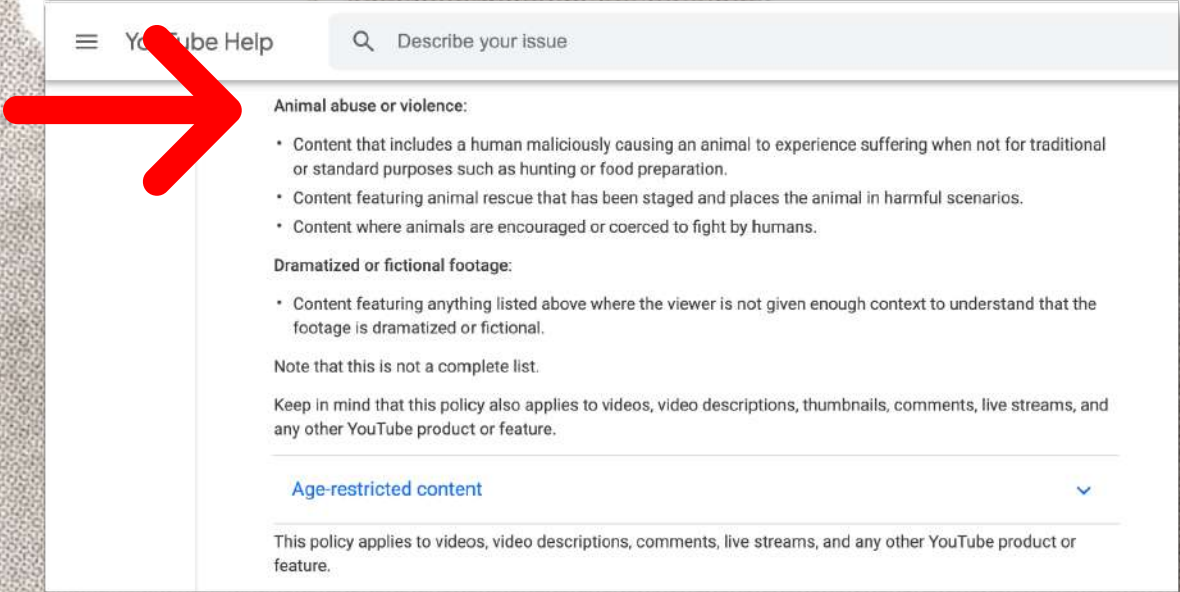 YouTube Help
Describe your issue
Animal abuse or violence:
• Content that includes a human maliciously causing an animal to experience suffering when not for traditional
or standard purposes such as hunting or food preparation.
• Content featuring animal rescue that has been staged and places the animal in harmful scenarios.
• Content where animals are encouraged or coerced to fight by humans.
Dramatized or fictional footage:
• Content featuring anything listed above where the viewer is not given enough context to understand that the
footage is dramatized or fictional.
Note that this is not a complete list.
Keep in mind that this policy also applies to videos, video descriptions, thumbnails, comments, live streams, and
any other YouTube product or feature.
Age-restricted content
This policy applies to videos, video descriptions, comments, live streams, and any other YouTube product or
feature.